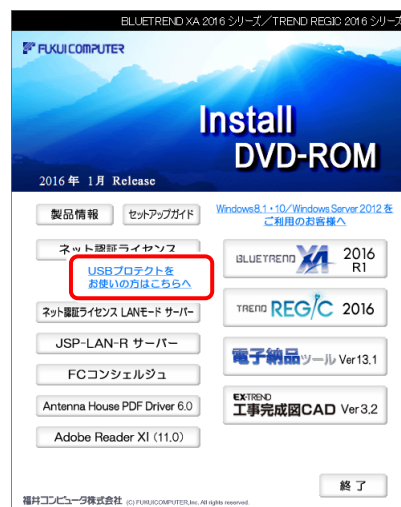 BLUETREND XA 2016 シリーズ／TREND REGIC 2016 シリーズ
FUKUI COMPUTER
Install
DVD-ROM
2016 年 1月 Release
製品情報
セットアップガイド
Windows8.1・10／Windows Server 2012 を
ご利用のお客様へ
ネット認証ライセンス
USBプロテクトを
お使いの方はこちらへ
ネット認証ライセンス LANモード サーバー
JSP-LAN-R サーバー
FCコンシェルジュ
Antenna House PDF Driver 6.0
Adobe Reader XI (11.0)
BLUETREND XA 2016
R1
TREND REGIC 2016
電子納品ツール Ver13.1
EX-TREND
工事完成図CAD Ver3.2
終 了
福井コンピュータ株式会社 (C) FUKUICOMPUTER,Inc. All rights reserved.